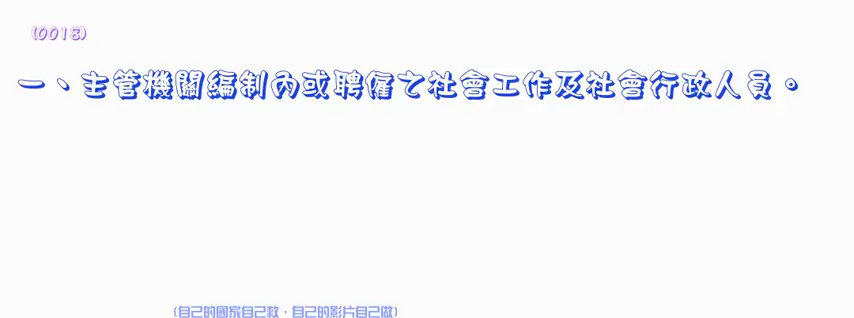 (0018)
一、主管機關編制內或聘僱之社會工作及社會行政人員。
(自己的國家自己救，自己的影片自己做)